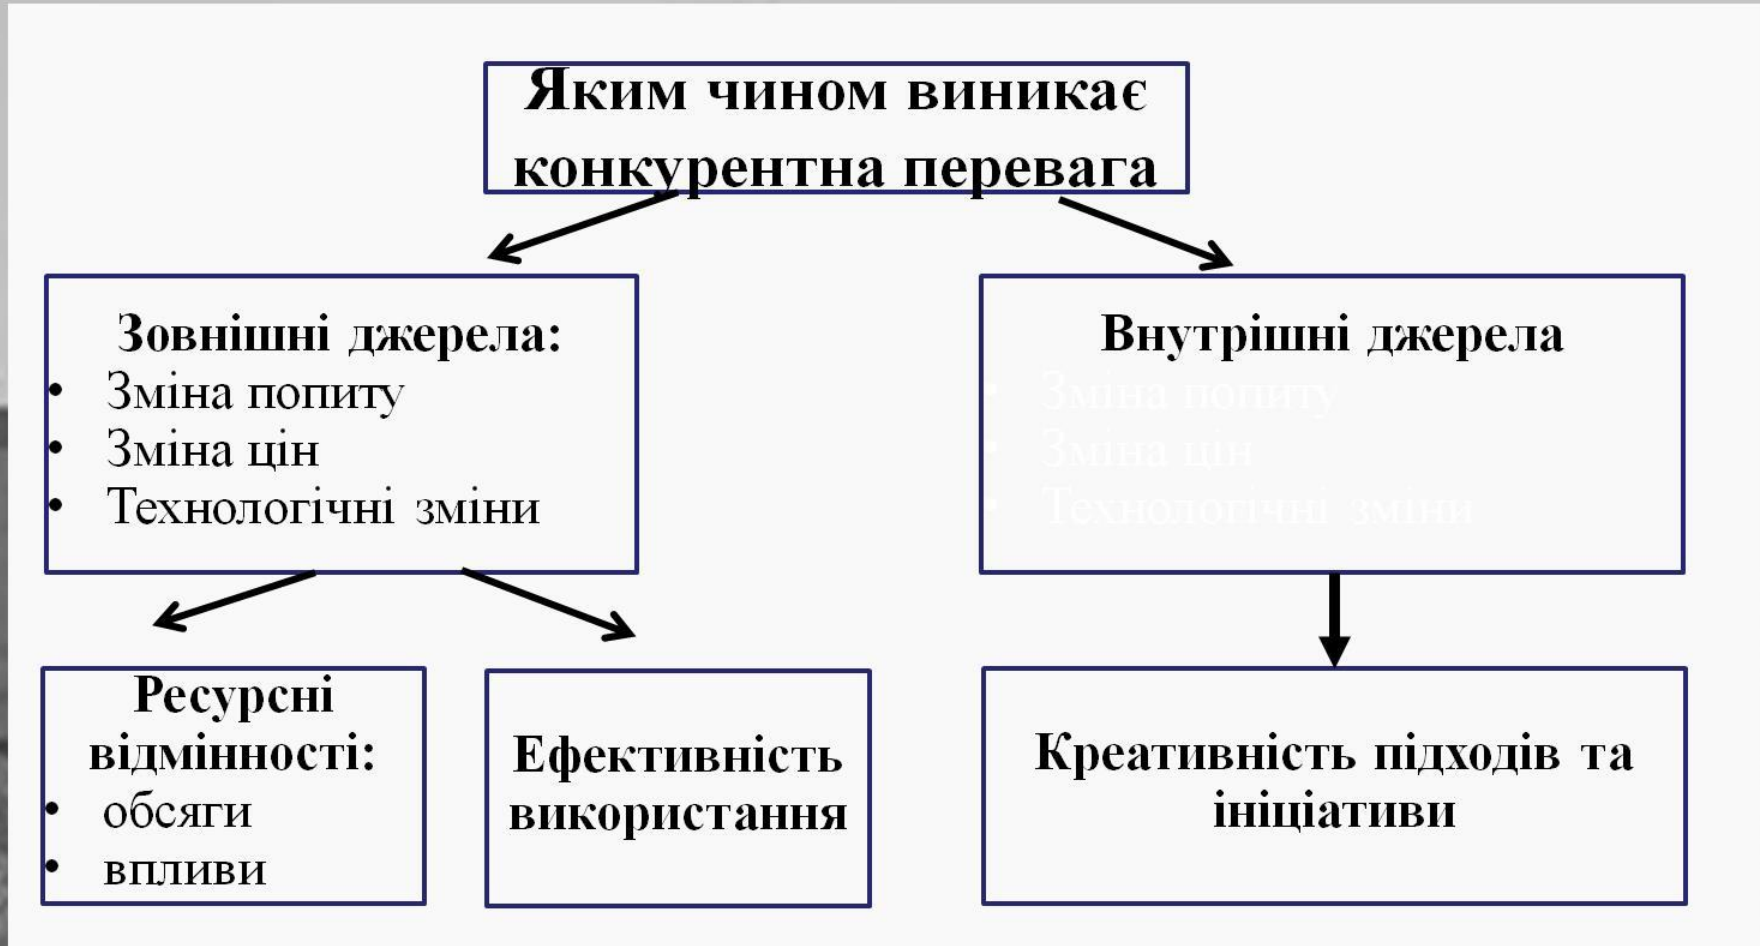 Яким чином виникає
конкурентна перевага
Зовнішні джерела:
• Зміна попиту
• Зміна цін
• Технологічні зміни
Внутрішні джерела
• Зміна попиту
• Зміна цін
• Технологічні зміни
Ресурсні
відмінності:
• обсяги
• впливи
Ефективність
використання
Креативність підходів та
ініціативи